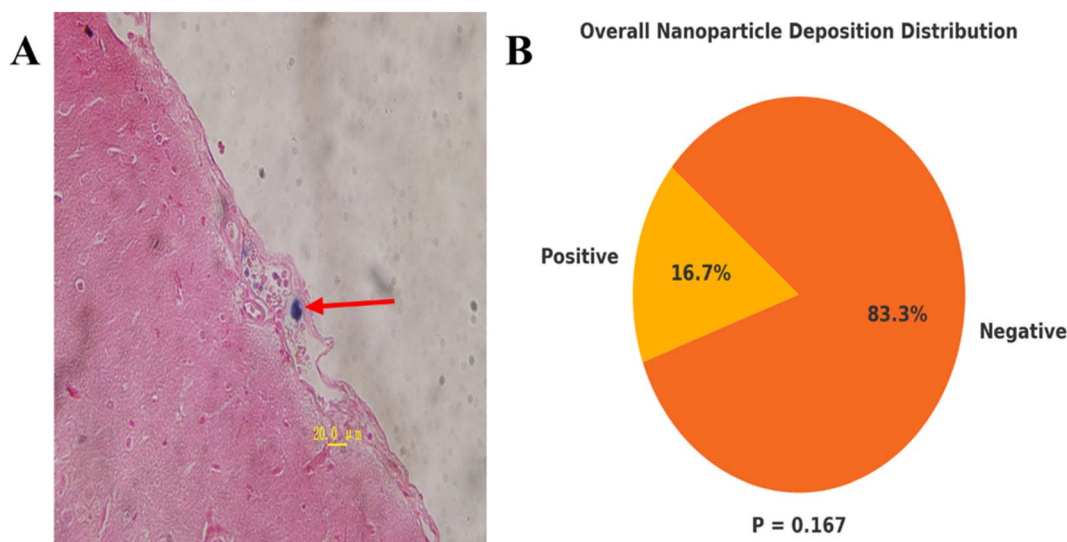 A
20.0 μm
B
Overall Nanoparticle Deposition Distribution
Positive
16.7%
83.3%
Negative
P = 0.167